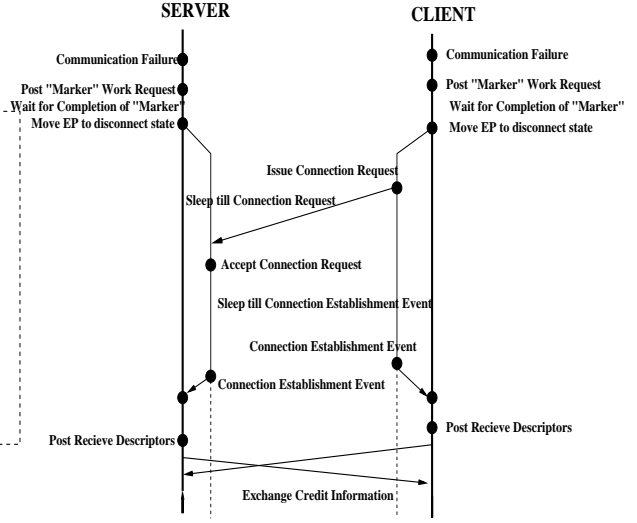 SERVER
CLIENT
Communication Failure
Communication Failure
Post "Marker" Work Request
Post "Marker" Work Request
Wait for Completion of "Marker"
Wait for Completion of "Marker"
Move EP to disconnect state
Move EP to disconnect state
Issue Connection Request
Sleep till Connection Request
Accept Connection Request
Sleep till Connection Establishment Event
Connection Establishment Event
Connection Establishment Event
Post Recieve Descriptors
Post Recieve Descriptors
Exchange Credit Information